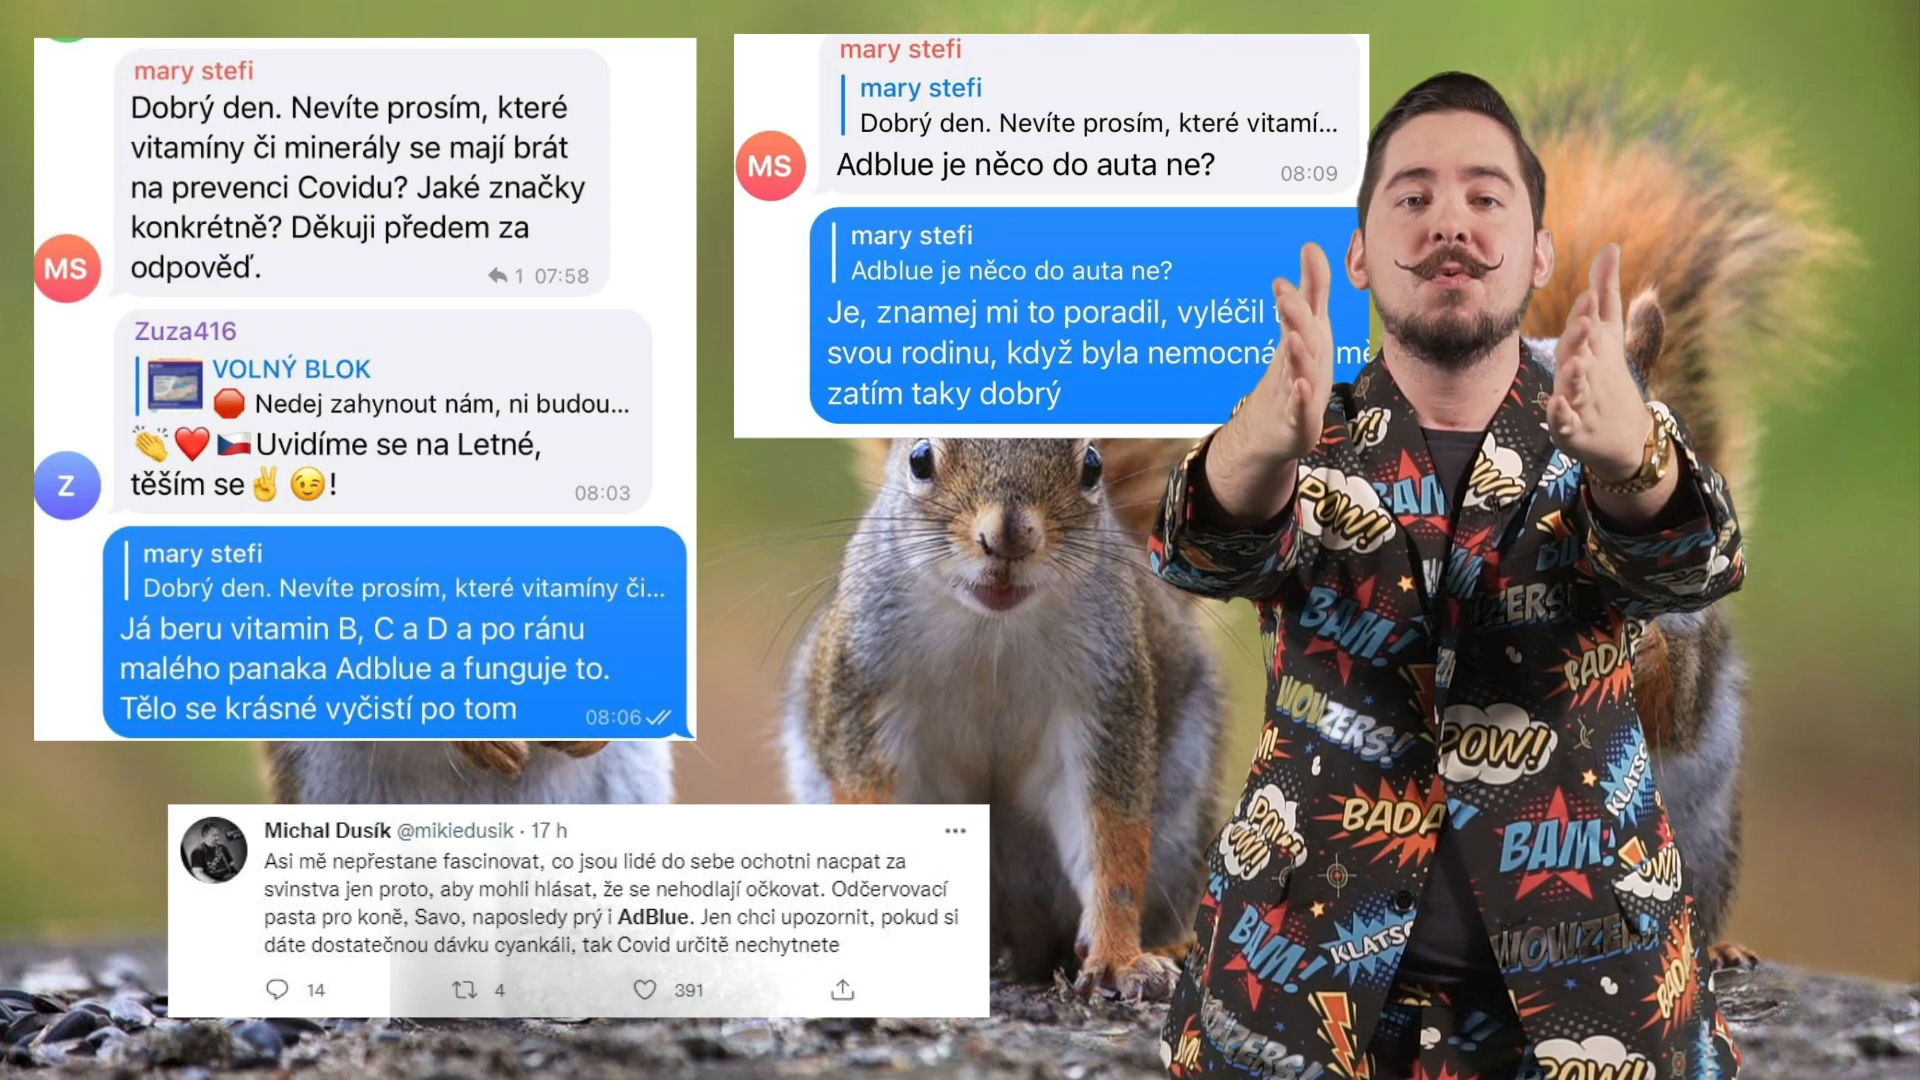 mary stefi
Dobrý den. Nevíte prosím, které
vitamíny či minerály se mají brát
na prevenci Covidu? Jaké značky
konkrétně? Děkuji předem za
odpověď.
1 07:58
MS
Zuza416
VOLNÝ BLOK
Nedej zahynout nám, ni budou...
Uvidíme se na Letné,
těším se !
08:03
Z
mary stefi
Dobrý den. Nevíte prosím, které vitamíny či...
Já beru vitamin B, C a D a po ránu
malého panaka Adblue a funguje to.
Tělo se krásné vyčistí po tom
08:06
mary stefi
mary stefi
Dobrý den. Nevíte prosím, které vitamí...
Adblue je něco do auta ne?
08:09
MS
mary stefi
Adblue je něco do auta ne?
Je, znamej mi to poradil, vyléčil
svou rodinu, když byla nemocná mě
zatím taky dobrý
Michal Dusík @mikiedusik · 17 h
Asi mě nepřestane fascinovat, co jsou lidé do sebe ochotni nacpat za
svinstva jen proto, aby mohli hlásat, že se nehodlají očkovat. Odčervovací
pasta pro koně, Savo, naposledy prý i AdBlue. Jen chci upozornit, pokud si
dáte dostatečnou dávku cyankáli, tak Covid určitě nechytnete
14 4 391
POW!
BAM!
WOWZERS!
POW!
BADA
BAM!
BAM!
KLATSC
POW!